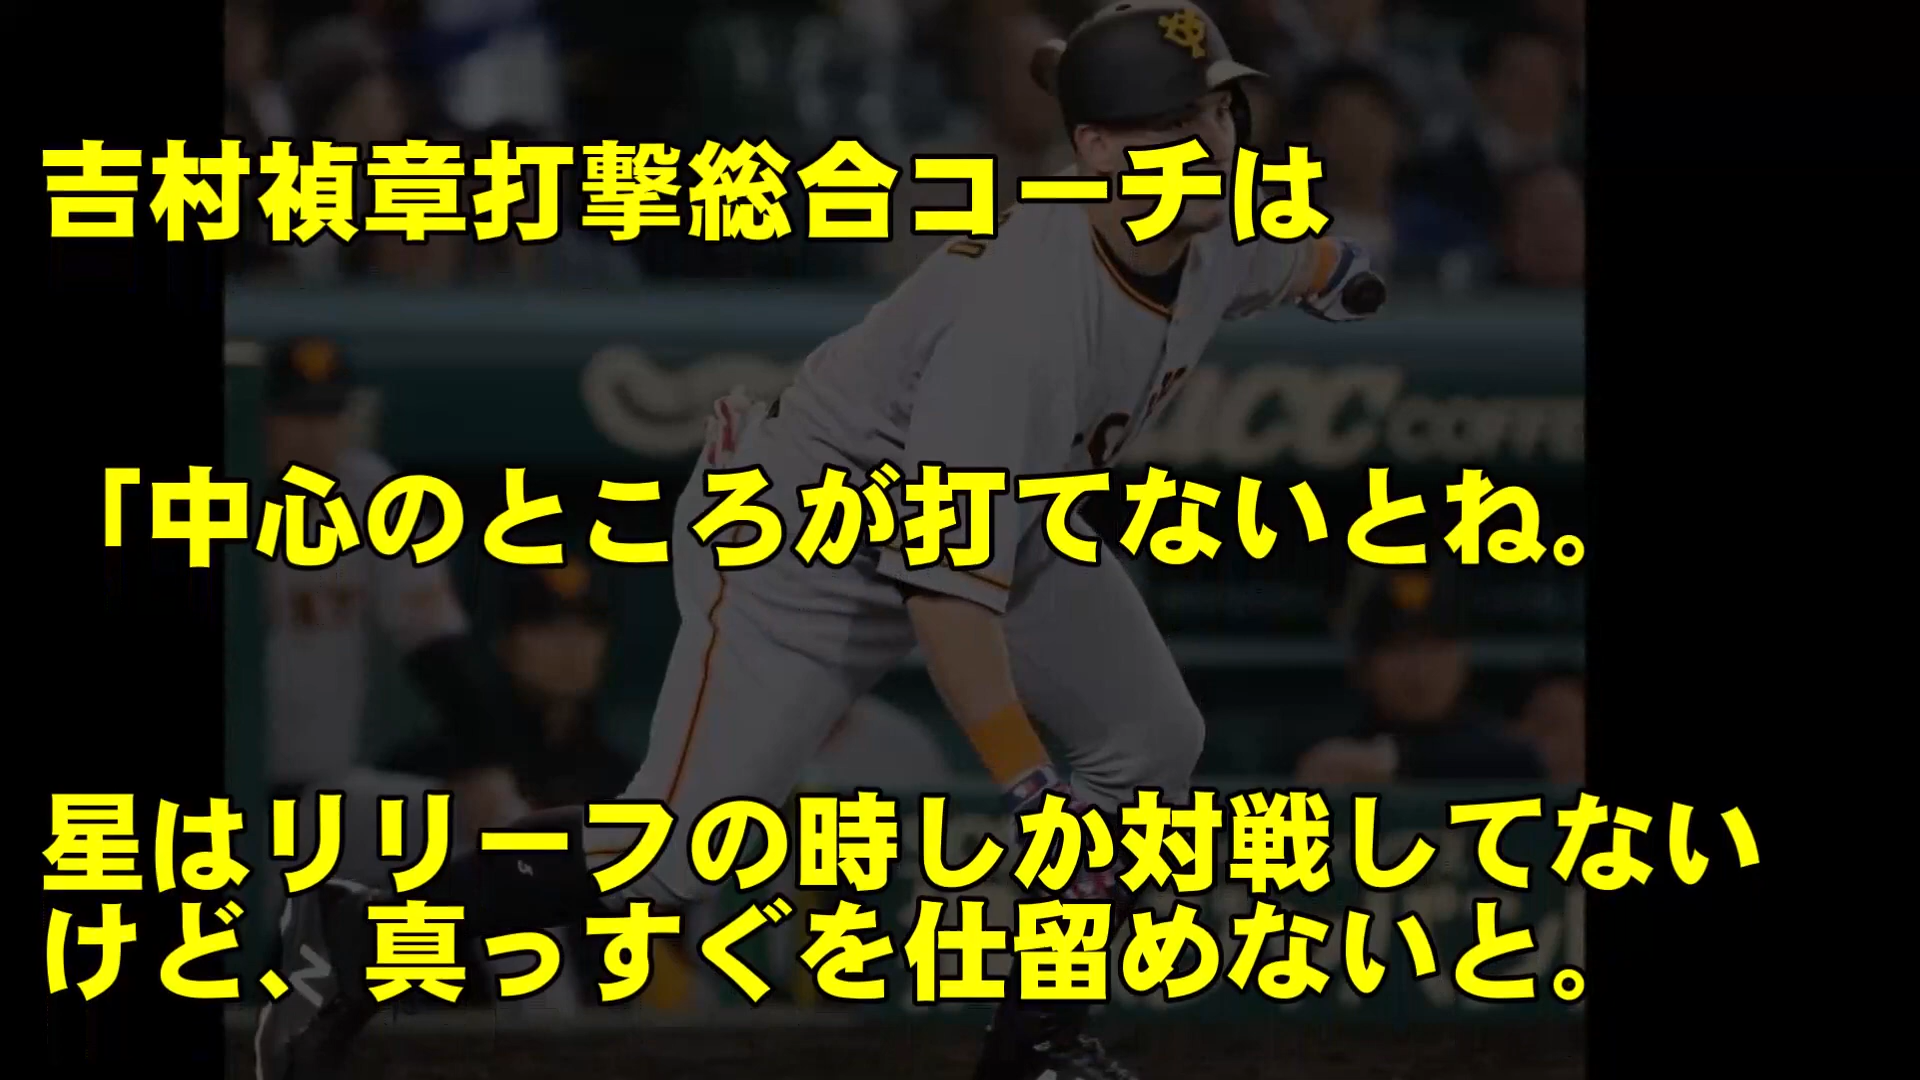 吉村禎章打撃総合コーチは
「中心のところが打てないとね。
星はリリーフの時しか対戦してない
けど、真っすぐを仕留めないと。
UCC COFFE